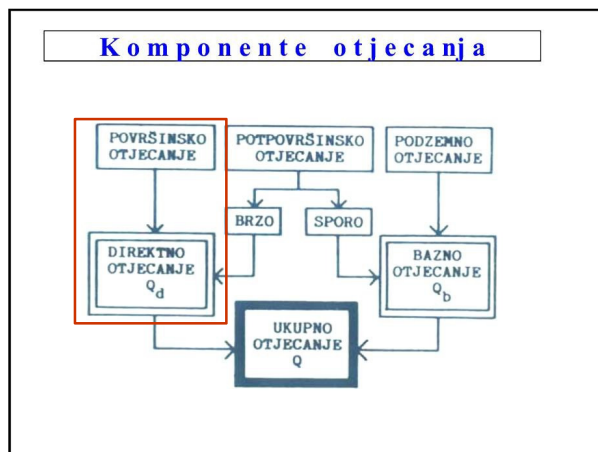 Komponente otjecanja
POVRŠINSKO
OTJECANJE
POTPOVRŠINSKO
OTJECANJE
PODZEMNO
OTJECANJE
BRZO
SPORO
DIREKTNO
OTJECANJE
Qd
BAZNO
OTJECANJE
Qb
UKUPNO
OTJECANJE
Q